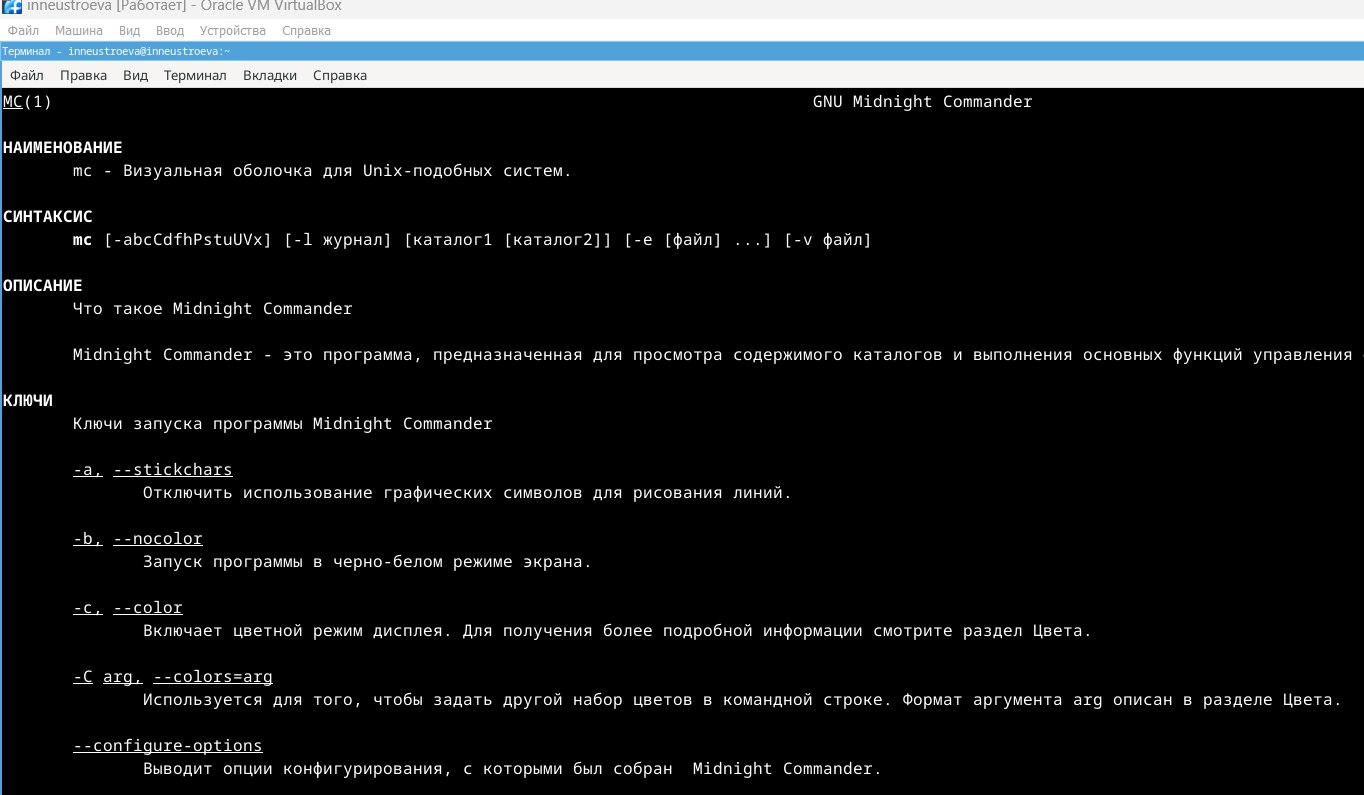 inneustroeva [Работает] - Oracle VM VirtualBox
Файл Машина Вид Ввод Устройства Справка
Терминал - inneustroeva@inneustroeva:~
Файл Правка Вид Терминал Вкладки Справка
MC(1) GNU Midnight Commander
НАИМЕНОВАНИЕ
mc - Визуальная оболочка для Unix-подобных систем.
СИНТАКСИС
mc [-abcCdfhPstuUVx] [-l журнал] [каталог1 [каталог2]] [-e [файл] ...] [-v файл]
ОПИСАНИЕ
Что такое Midnight Commander
Midnight Commander - это программа, предназначенная для просмотра содержимого каталогов и выполнения основных функций управления
КЛЮЧИ
Ключи запуска программы Midnight Commander
-a, --stickchars
Отключить использование графических символов для рисования линий.
-b, --nocolor
Запуск программы в черно-белом режиме экрана.
-c, --color
Включает цветной режим дисплея. Для получения более подробной информации смотрите раздел Цвета.
-C arg, --colors=arg
Используется для того, чтобы задать другой набор цветов в командной строке. Формат аргумента arg описан в разделе Цвета.
--configure-options
Выводит опции конфигурирования, с которыми был собран  Midnight Commander.